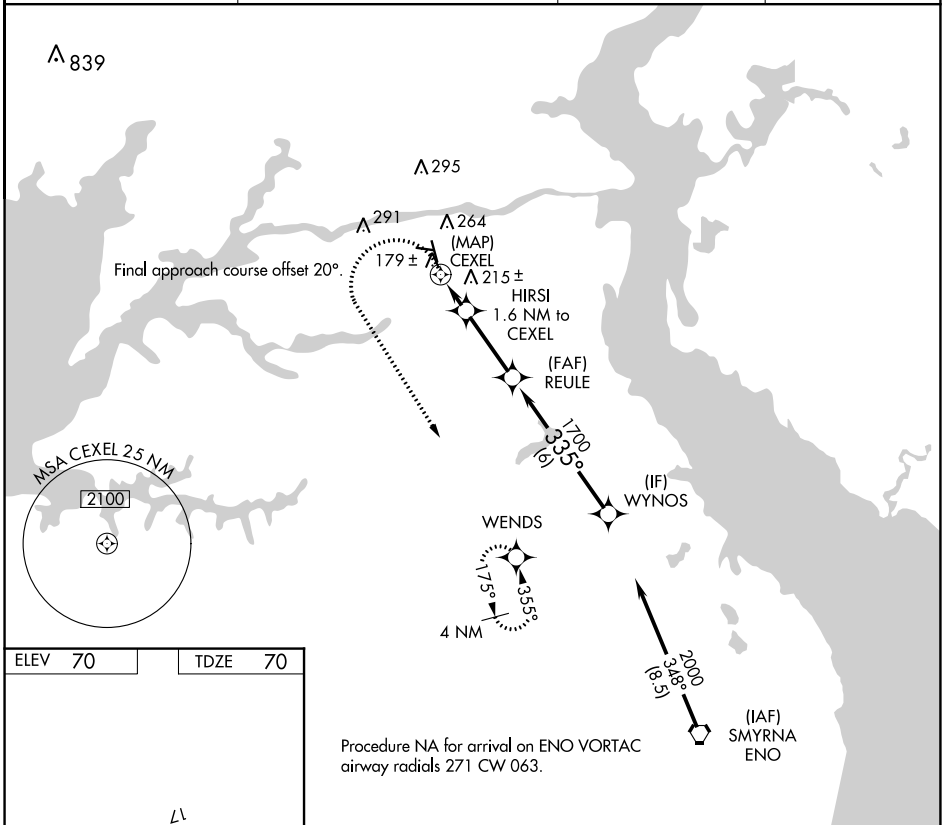 839
295
291
264
(MAP)
CEXEL
179 ±
215 ±
Final approach course offset 20°.
HIRSI
1.6 NM to
CEXEL
(FAF)
REULE
1700
335°
(6)
(IF)
WYNOS
MSA CEXEL 25 NM
2100
WENDS
175°
355°
4 NM
2000
348°
(8.5)
(IAF)
SMYRNA
ENO
ELEV 70
TDZE 70
Procedure NA for arrival on ENO VORTAC
airway radials 271 CW 063.
17